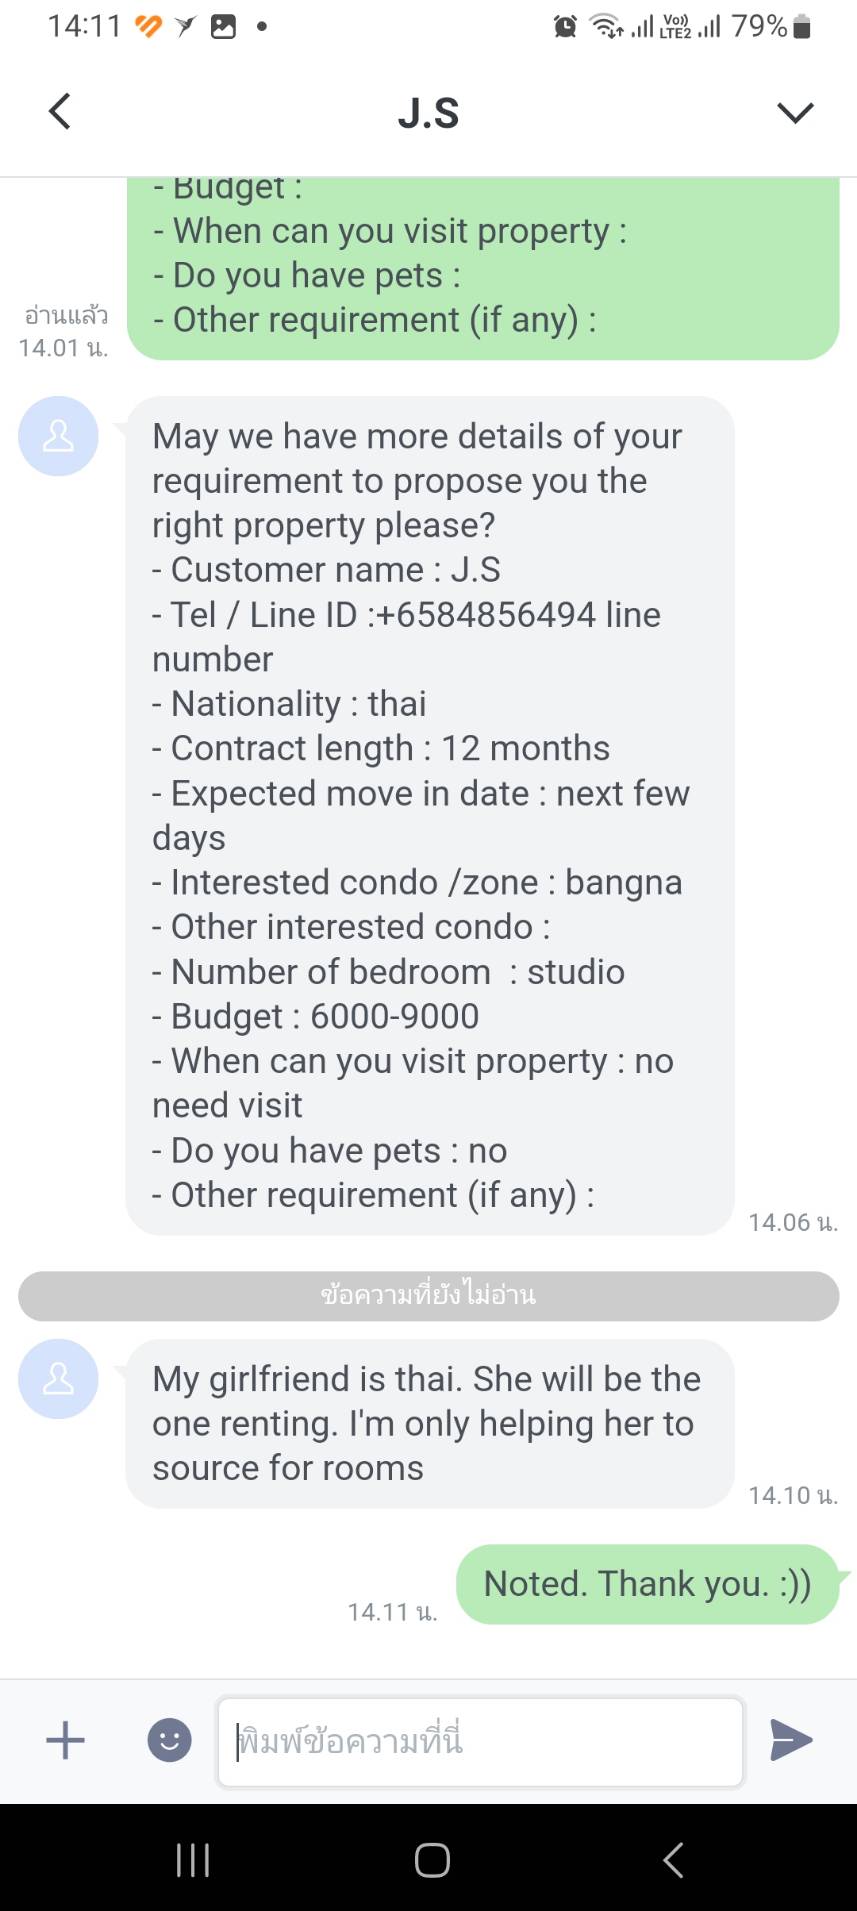 14:11
Vo))
LTE2
79%
J.S
- Budget :
- When can you visit property :
- Do you have pets :
- Other requirement (if any) :
อ่านแล้ว
14.01 น.
May we have more details of your
requirement to propose you the
right property please?
- Customer name : J.S
- Tel / Line ID :+6584856494 line
number
- Nationality : thai
- Contract length : 12 months
- Expected move in date : next few
days
- Interested condo /zone : bangna
- Other interested condo :
- Number of bedroom  : studio
- Budget : 6000-9000
- When can you visit property : no
need visit
- Do you have pets : no
- Other requirement (if any) :
14.06 น.
ข้อความที่ยังไม่อ่าน
My girlfriend is thai. She will be the
one renting. I'm only helping her to
source for rooms
14.10 น.
Noted. Thank you. :))
14.11 น.
พิมพ์ข้อความที่นี่